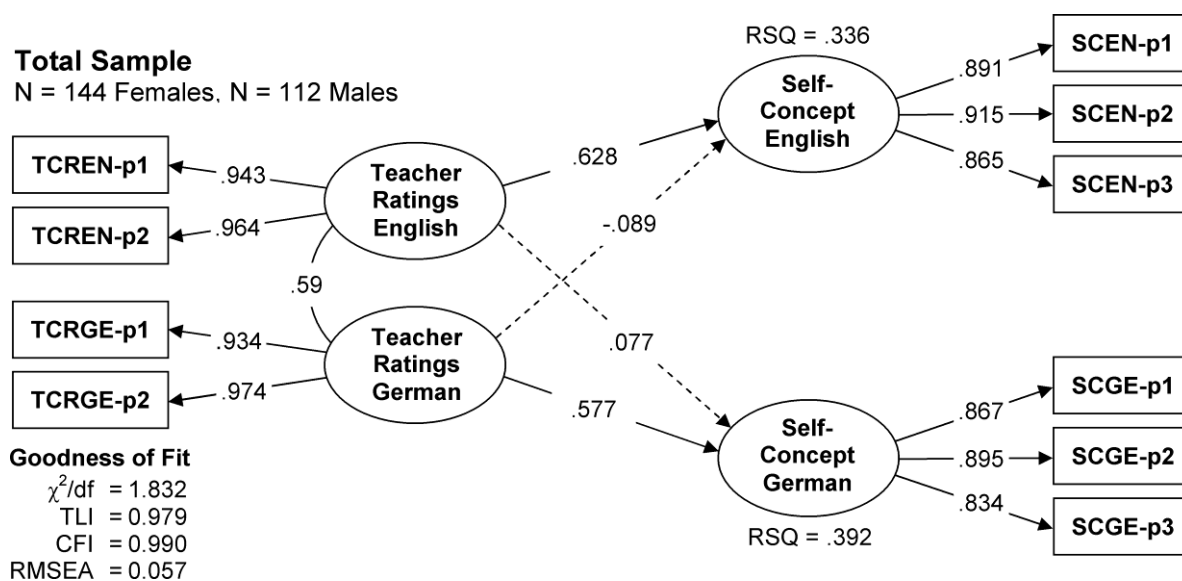 Total Sample
N = 144 Females, N = 112 Males
TCREN-p1
TCREN-p2
TCRGE-p1
TCRGE-p2
.943
.964
.59
.934
.974
Teacher
Ratings
English
Teacher
Ratings
German
.628
-.089
.077
.577
RSQ = .336
Self-
Concept
English
Self-
Concept
German
RSQ = .392
.891
.915
.865
.867
.895
.834
SCEN-p1
SCEN-p2
SCEN-p3
SCGE-p1
SCGE-p2
SCGE-p3
Goodness of Fit
χ²/df = 1.832
TLI = 0.979
CFI = 0.990
RMSEA = 0.057